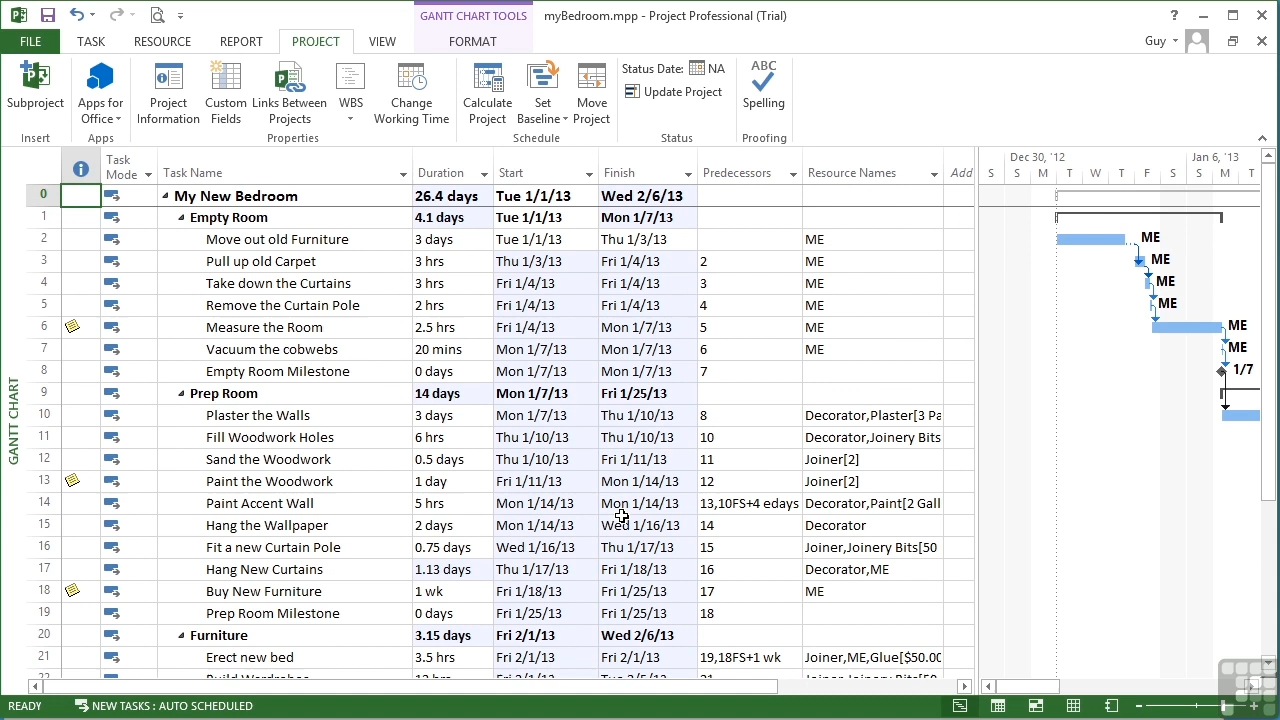 GANTT CHART TOOLS
myBedroom.mpp - Project Professional (Trial)
?
FILE TASK RESOURCE REPORT PROJECT VIEW FORMAT Guy
ABC
Status Date: NA
Update Project
Subproject
Apps for Office
Project Information
Custom Fields
Links Between Projects
WBS
Change Working Time
Calculate Project
Set Baseline
Move Project
Spelling
Insert Apps Properties Schedule Status Proofing
Task Mode Task Name Duration Start Finish Predecessors Resource Names Add
Dec 30, '12 Jan 6, '13
S S M T W T F S S M T
0 My New Bedroom 26.4 days Tue 1/1/13 Wed 2/6/13
1 Empty Room 4.1 days Tue 1/1/13 Mon 1/7/13
2 Move out old Furniture 3 days Tue 1/1/13 Thu 1/3/13 ME ME
3 Pull up old Carpet 3 hrs Thu 1/3/13 Fri 1/4/13 2 ME ME
4 Take down the Curtains 3 hrs Fri 1/4/13 Fri 1/4/13 3 ME ME
5 Remove the Curtain Pole 2 hrs Fri 1/4/13 Fri 1/4/13 4 ME ME
6 Measure the Room 2.5 hrs Fri 1/4/13 Mon 1/7/13 5 ME ME
7 Vacuum the cobwebs 20 mins Mon 1/7/13 Mon 1/7/13 6 ME ME
8 Empty Room Milestone 0 days Mon 1/7/13 Mon 1/7/13 7 1/7
9 Prep Room 14 days Mon 1/7/13 Fri 1/25/13
10 Plaster the Walls 3 days Mon 1/7/13 Thu 1/10/13 8 Decorator,Plaster[3 Pa
11 Fill Woodwork Holes 6 hrs Thu 1/10/13 Thu 1/10/13 10 Decorator,Joinery Bits
12 Sand the Woodwork 0.5 days Thu 1/10/13 Fri 1/11/13 11 Joiner[2]
13 Paint the Woodwork 1 day Fri 1/11/13 Mon 1/14/13 12 Joiner[2]
14 Paint Accent Wall 5 hrs Mon 1/14/13 Mon 1/14/13 13,10FS+4 edays Decorator,Paint[2 Gall
15 Hang the Wallpaper 2 days Mon 1/14/13 Wed 1/16/13 14 Decorator
16 Fit a new Curtain Pole 0.75 days Wed 1/16/13 Thu 1/17/13 15 Joiner,Joinery Bits[50
17 Hang New Curtains 1.13 days Thu 1/17/13 Fri 1/18/13 16 Decorator,ME
18 Buy New Furniture 1 wk Fri 1/18/13 Fri 1/25/13 17 ME
19 Prep Room Milestone 0 days Fri 1/25/13 Fri 1/25/13 18
20 Furniture 3.15 days Fri 2/1/13 Wed 2/6/13
21 Erect new bed 3.5 hrs Fri 2/1/13 Fri 2/1/13 19,18FS+1 wk Joiner,ME,Glue[$50.00
GANTT CHART
READY NEW TASKS : AUTO SCHEDULED